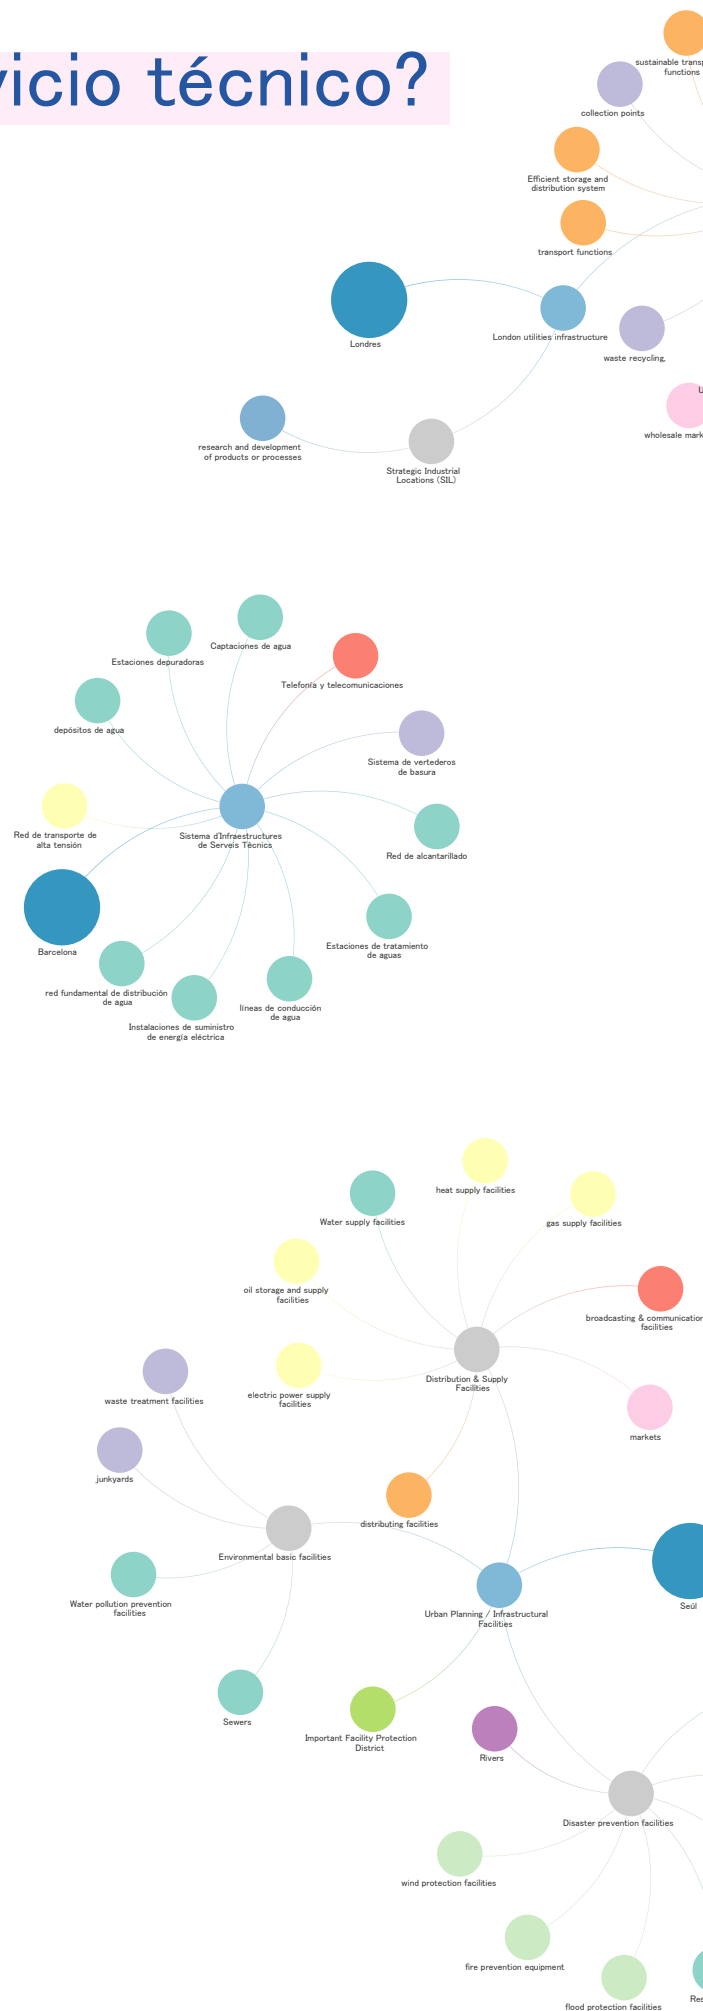 vicio técnico?
sustainable transp
functions
collection points
Efficient storage and
distribution system
transport functions
Londres
London utilities infrastructure
waste recycling,
U
wholesale mark
research and development
of products or processes
Strategic Industrial
Locations (SIL)
Captaciones de agua
Estaciones depuradoras
Telefonía y telecomunicaciones
depósitos de agua
Sistema de vertederos
de basura
Red de transporte de
alta tensión
Sistema d'Infraestructures
de Serveis Tècnics
Red de alcantarillado
Barcelona
Estaciones de tratamiento
de aguas
red fundamental de distribución
de agua
líneas de conducción
de agua
Instalaciones de suministro
de energía eléctrica
heat supply facilities
Water supply facilities
gas supply facilities
oil storage and supply
facilities
broadcasting & communication
facilities
Distribution & Supply
Facilities
electric power supply
facilities
waste treatment facilities
markets
junkyards
distributing facilities
Environmental basic facilities
Water pollution prevention
facilities
Seúl
Urban Planning / Infrastructural
Facilities
Sewers
Important Facility Protection
District
Rivers
Disaster prevention facilities
wind protection facilities
fire prevention equipment
Res
flood protection facilities